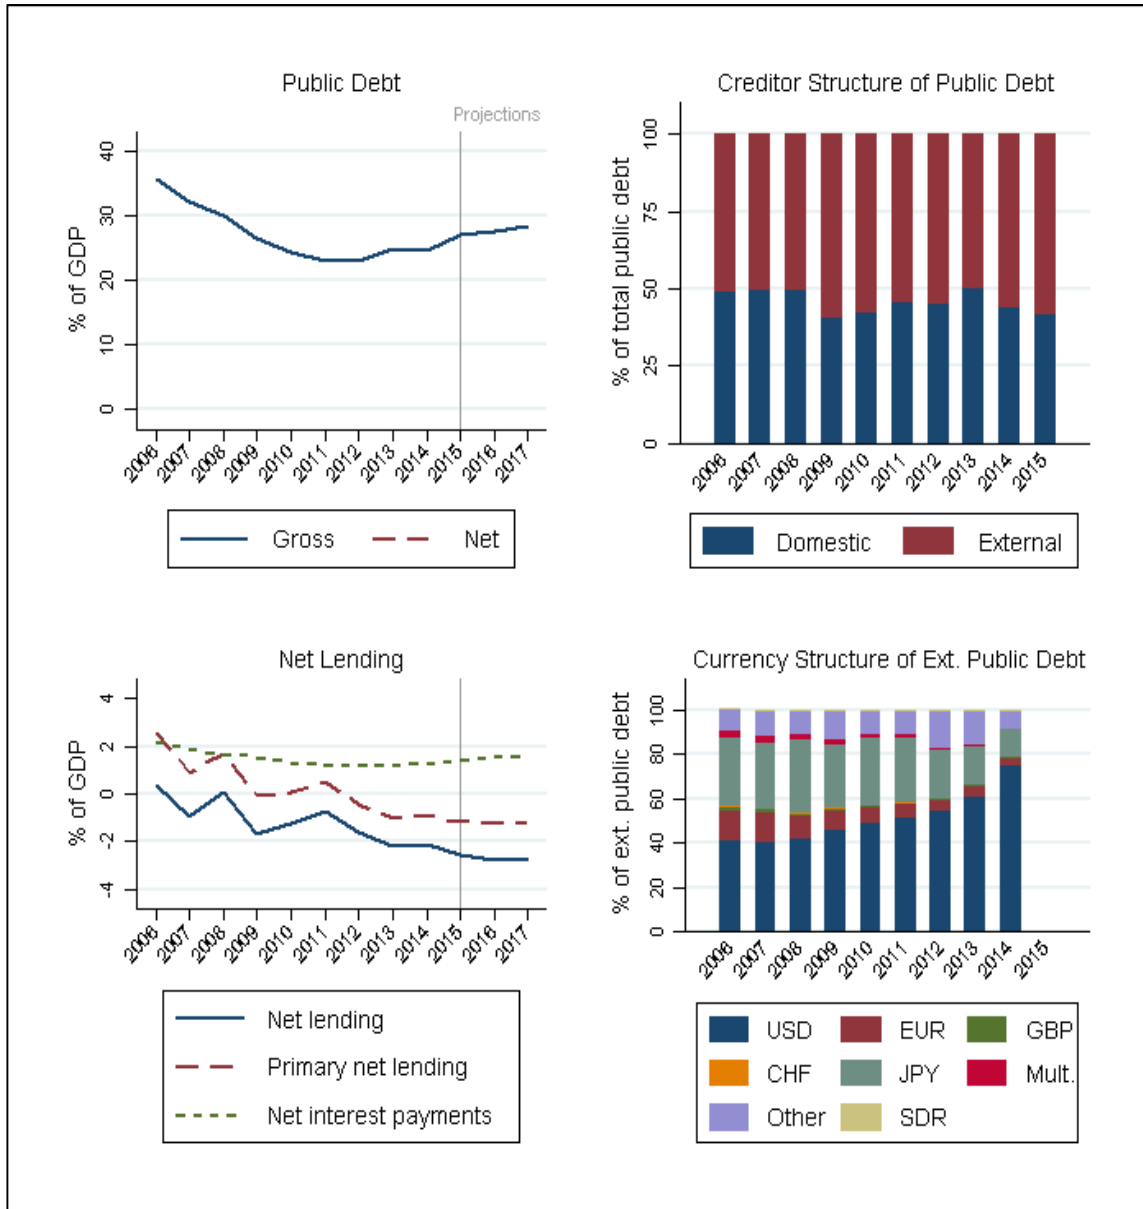 Public Debt
Projections
% of GDP
40
30
20
10
0
2006 2007 2008 2009 2010 2011 2012 2013 2014 2015 2016 2017
Gross Net
Creditor Structure of Public Debt
% of total public debt
100
75
50
25
0
2006 2007 2008 2009 2010 2011 2012 2013 2014 2015
Domestic External
Net Lending
% of GDP
4
2
0
-2
-4
2006 2007 2008 2009 2010 2011 2012 2013 2014 2015 2016 2017
Net lending
Primary net lending
Net interest payments
Currency Structure of Ext. Public Debt
% of ext. public debt
100
80
60
40
20
0
2006 2007 2008 2009 2010 2011 2012 2013 2014 2015
USD EUR GBP
CHF JPY Mult.
Other SDR